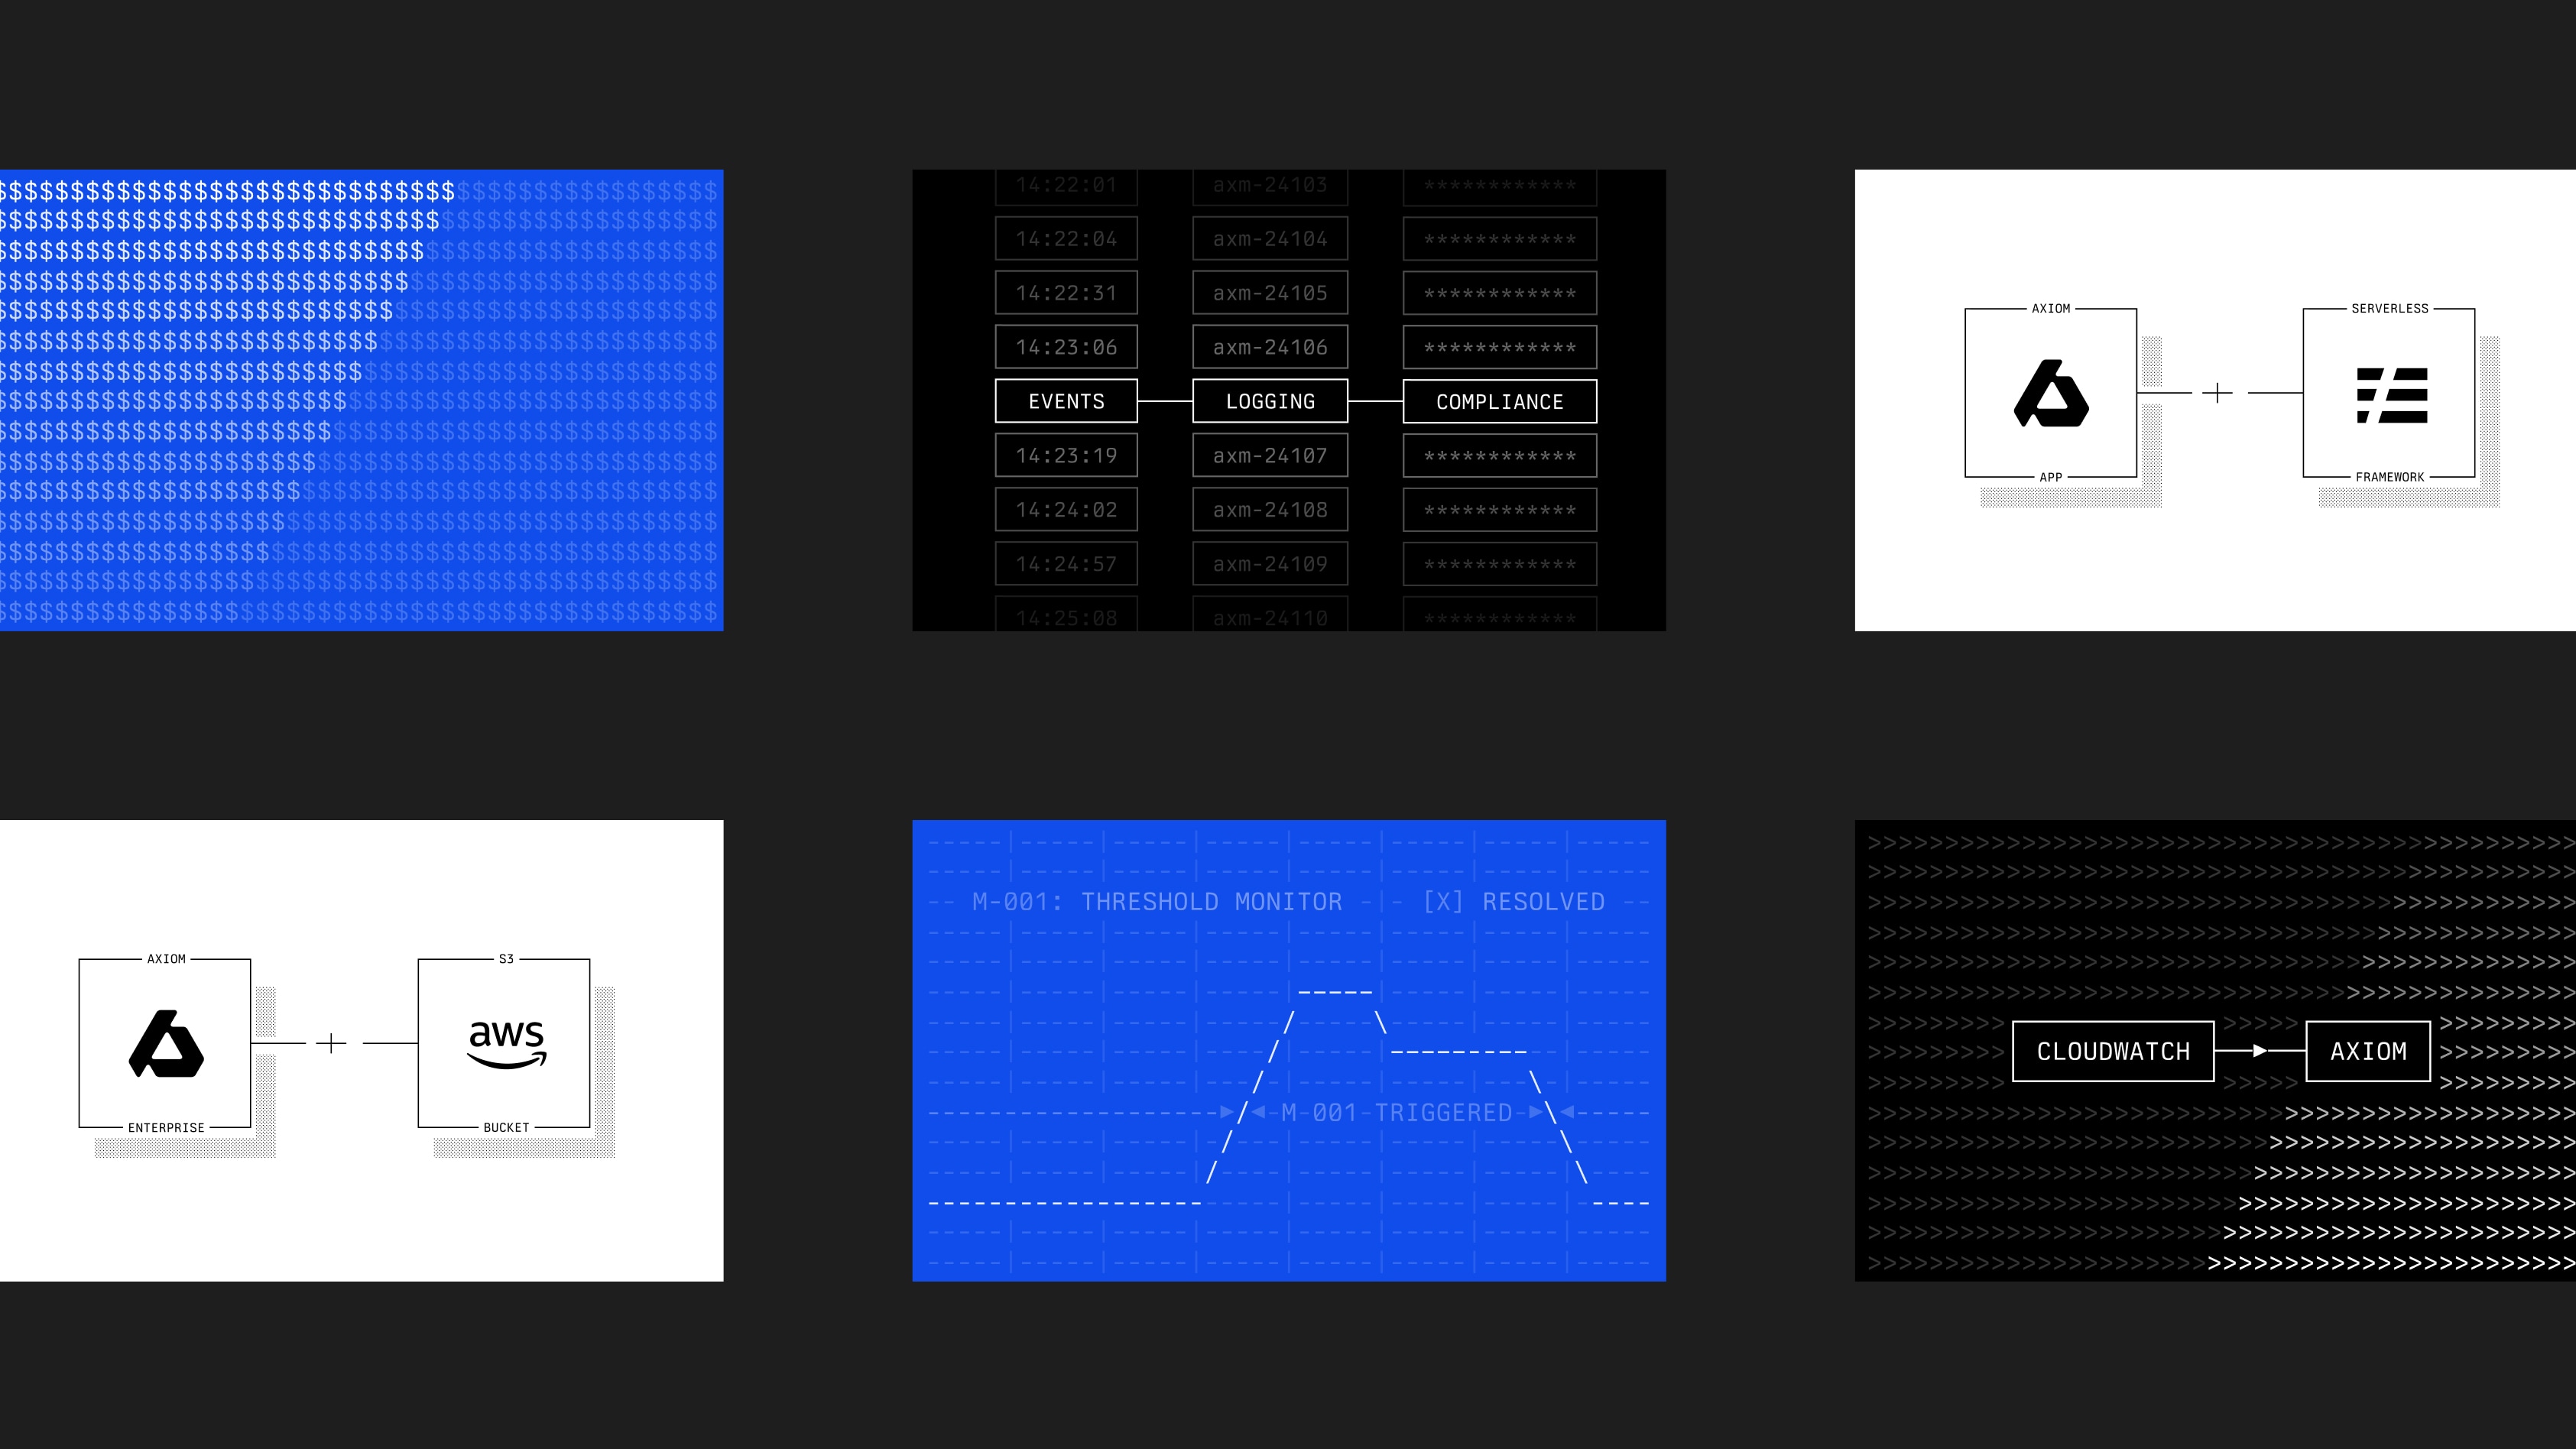 14:22:01 axm-24103 ************
14:22:04 axm-24104 ************
14:22:31 axm-24105 ************
14:23:06 axm-24106 ************
EVENTS LOGGING COMPLIANCE
14:23:19 axm-24107 ************
14:24:02 axm-24108 ************
14:24:57 axm-24109 ************
14:25:08 axm-24110 ************
AXIOM
APP
SERVERLESS
FRAMEWORK
AXIOM
ENTERPRISE
S3
aws
BUCKET
M-001: THRESHOLD MONITOR
[X] RESOLVED
M-001-TRIGGERED
CLOUDWATCH
AXIOM